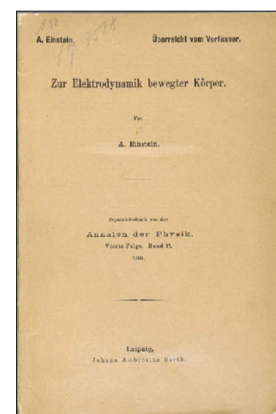 A. Einstein. Überreicht vom Verfasser.
Zur Elektrodynamik bewegter Körper.
Von
A. Einstein.
Separatabdruck aus den
Annalen der Physik.
Vierte Folge. Band 17.
1905.
Leipzig,
Johann Ambrosius Barth.